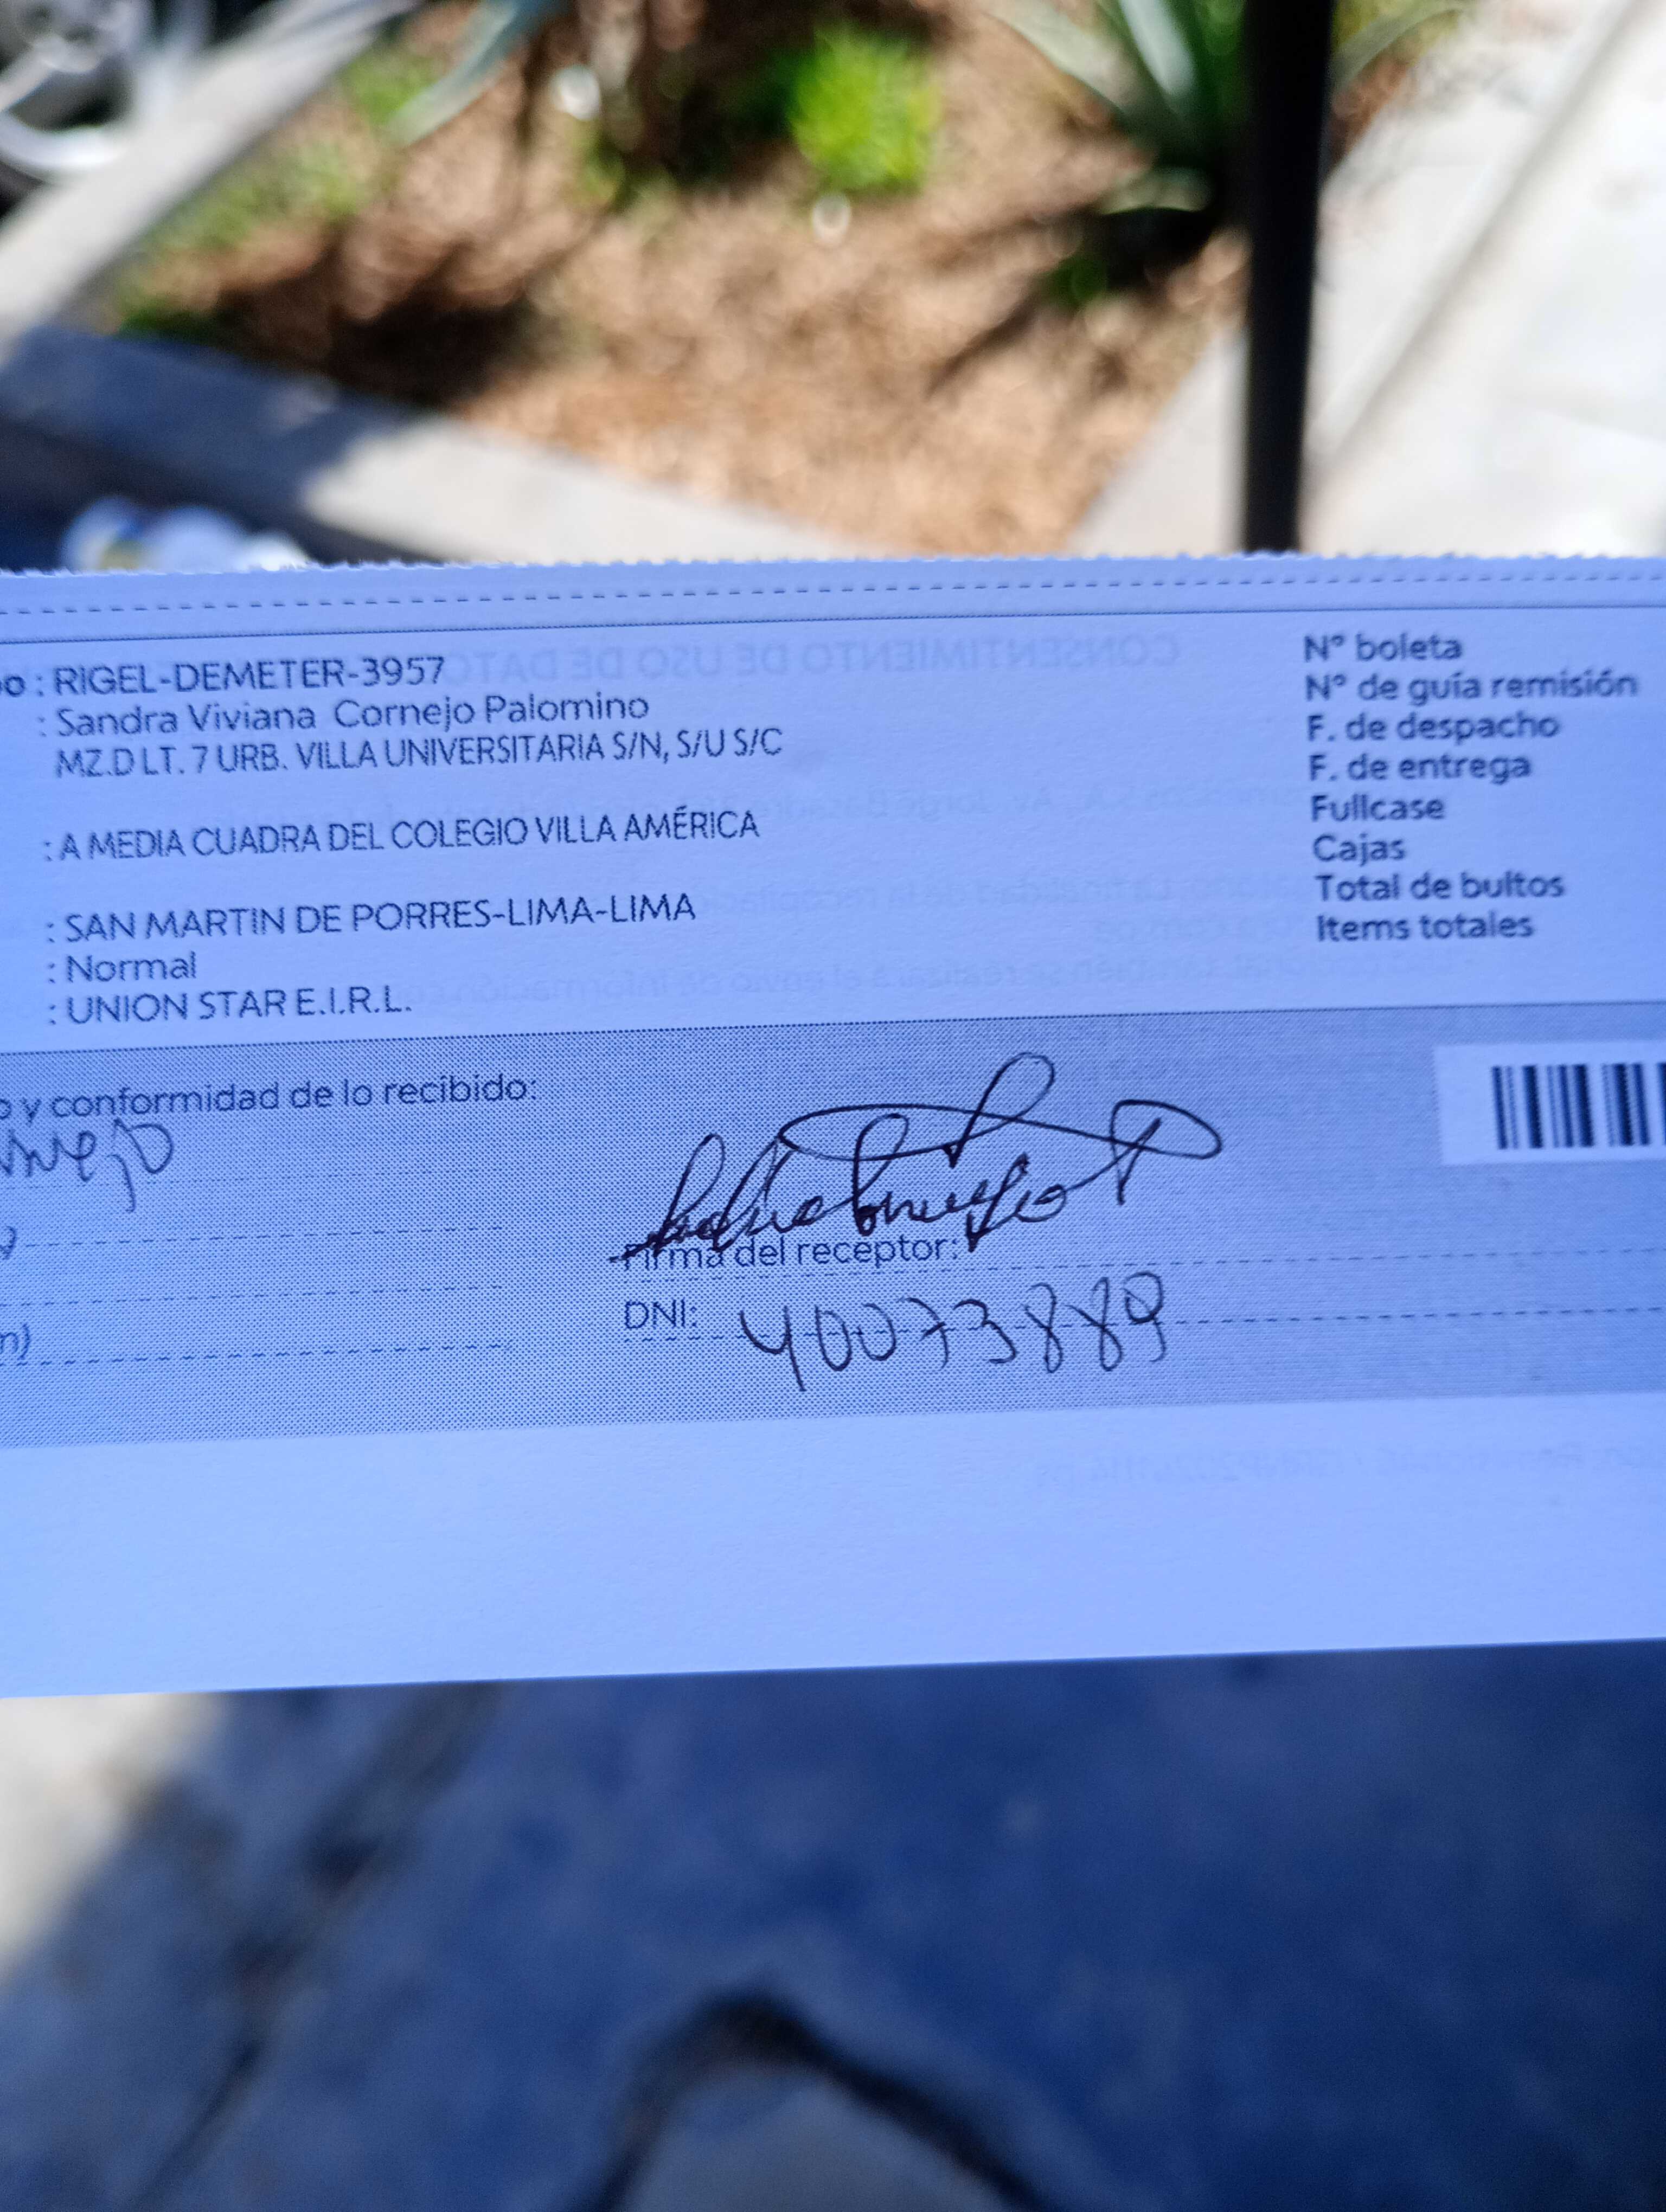 o : RIGEL-DEMETER-3957
: Sandra Viviana Cornejo Palomino
MZ.D LT. 7 URB. VILLA UNIVERSITARIA S/N, S/U S/C
: A MEDIA CUADRA DEL COLEGIO VILLA AMÉRICA
: SAN MARTIN DE PORRES-LIMA-LIMA
: Normal
: UNION STAR E.I.R.L.
Nº boleta
Nº de guía remisión
F. de despacho
F. de entrega
Fullcase
Cajas
Total de bultos
Items totales
o y conformidad de lo recibido:
Firma del receptor:
DNI: 40073889